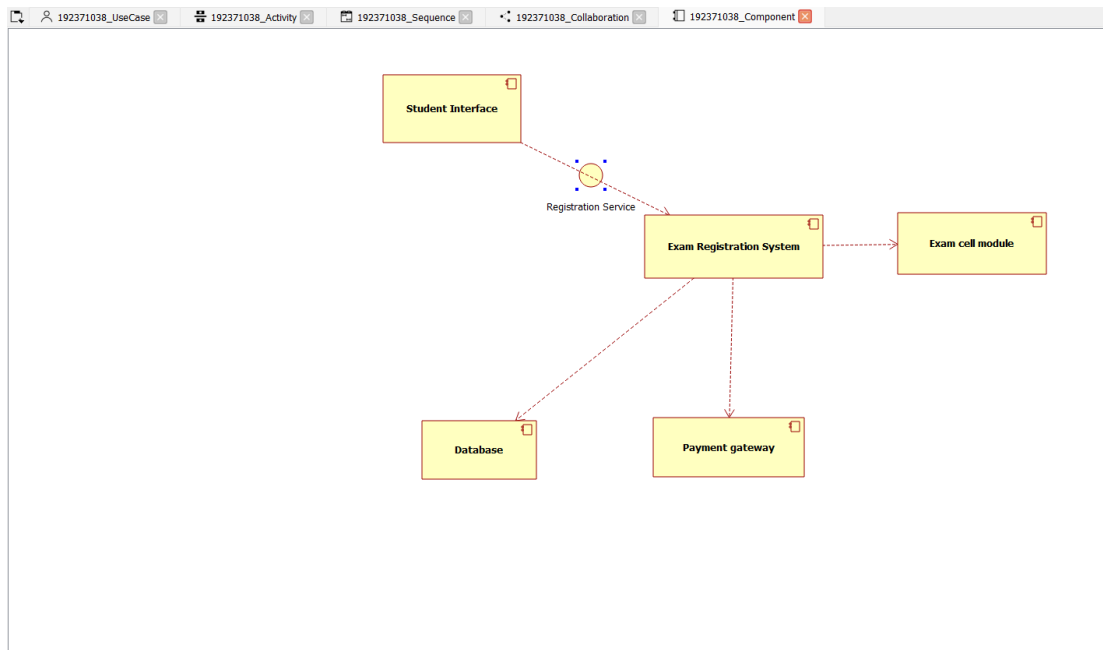 192371038_UseCase
192371038_Activity
192371038_Sequence
192371038_Collaboration
192371038_Component
Student Interface
Registration Service
Exam Registration System
Exam cell module
Database
Payment gateway